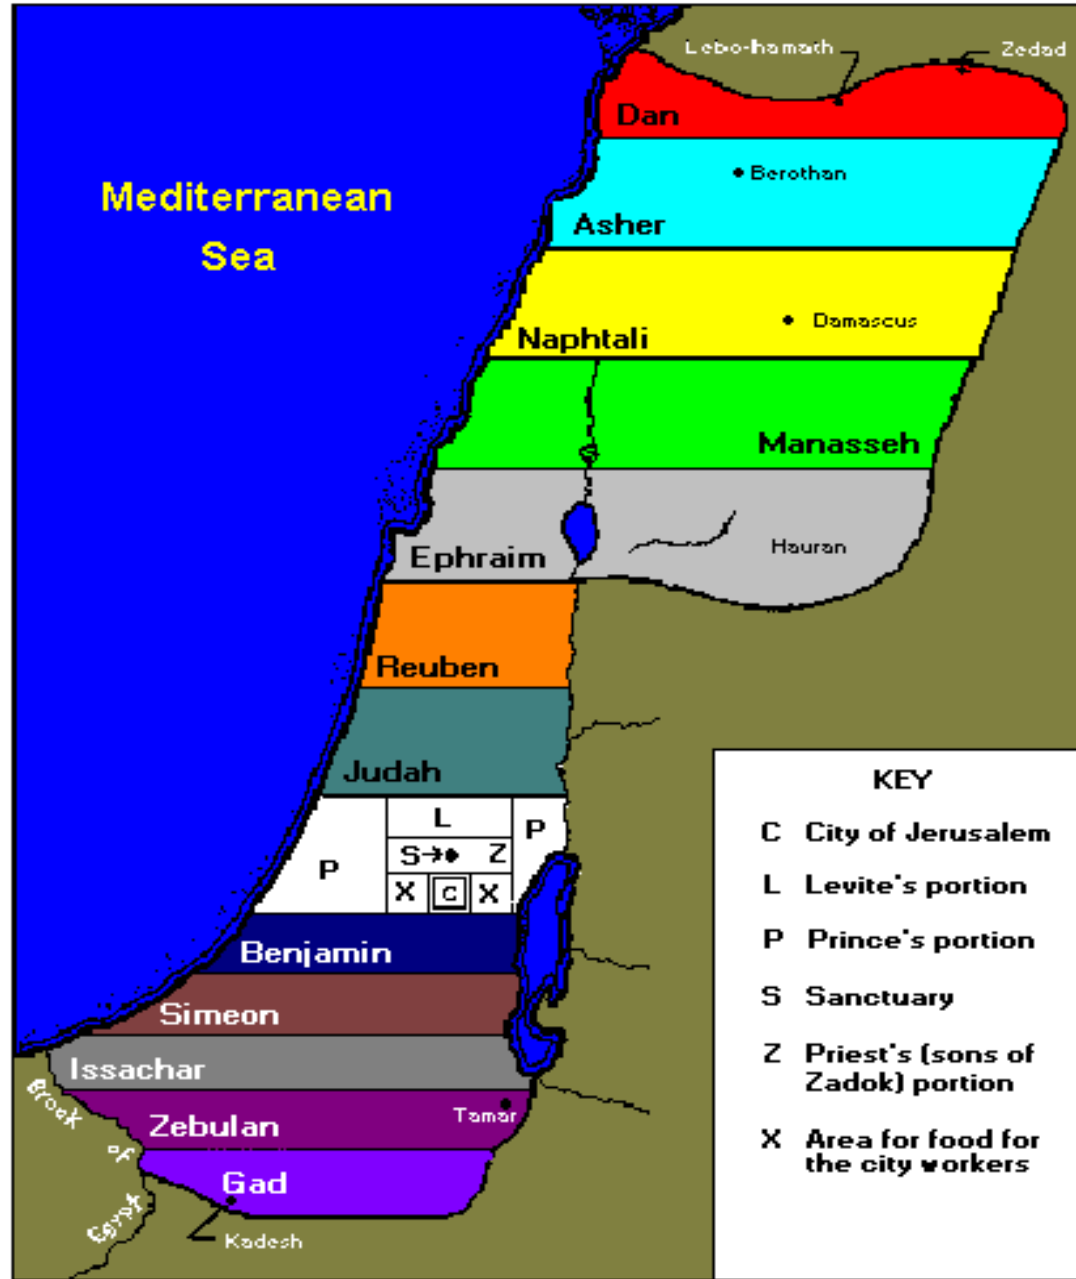 Lebo-hamath
Zedad
Dan
Berothan
Mediterranean
Sea
Asher
Damascus
Naphtali
Manasseh
Ephraim
Hauran
Reuben
Judah
L
P
P
S Z
X C X
Benjamin
Simeon
Issachar
Brook
of
Egypt
Tamar
Zebulan
Gad
Kadesh
KEY
C City of Jerusalem
L Levite's portion
P Prince's portion
S Sanctuary
Z Priest's (sons of
Zadok) portion
X Area for food for
the city workers